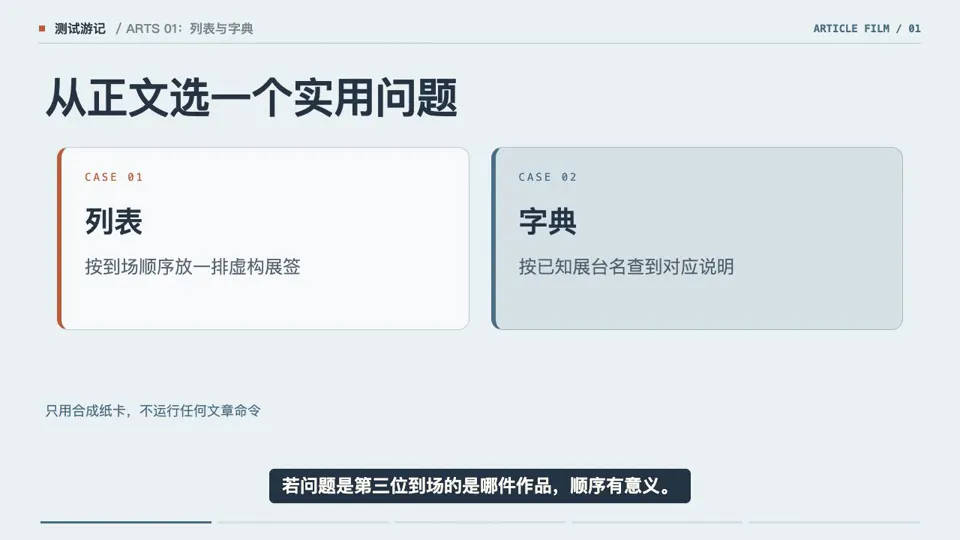 测试游记 / ARTS 01：列表与字典
ARTICLE FILM / 01
从正文选一个实用问题
CASE 01
列表
按到场顺序放一排虚构展签
CASE 02
字典
按已知展台名查到对应说明
只用合成纸卡，不运行任何文章命令
若问题是第三位到场的是哪件作品，顺序有意义。